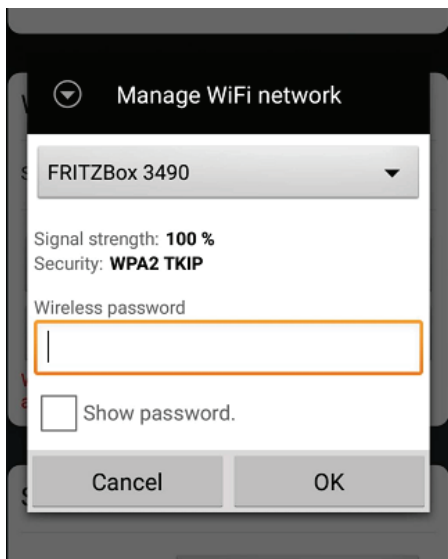 Manage WiFi network
FRITZBox 3490
Signal strength: 100 %
Security: WPA2 TKIP
Wireless password
Show password.
Cancel
OK